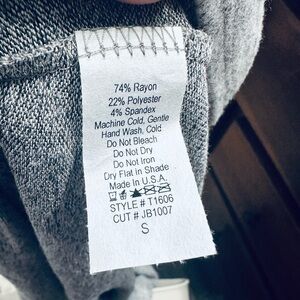 74% Rayon
22% Polyester
4% Spandex
Machine Cold, Gentle
Hand Wash, Cold
Do Not Bleach
Do Not Dry
Do Not Iron
Dry Flat in Shade
Made In U.S.A.
STYLE # T1606
CUT # JB1007
S